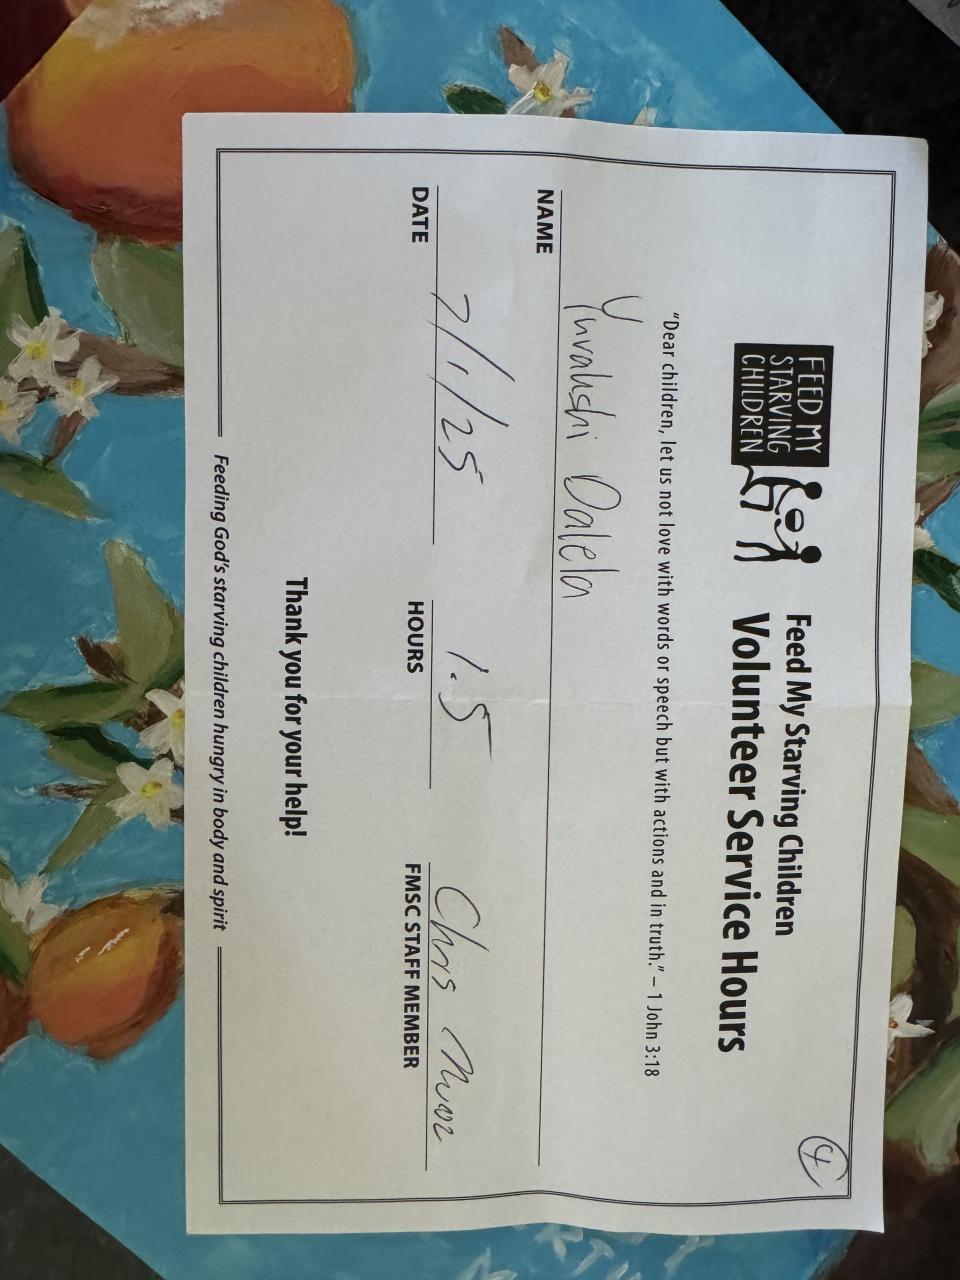 4
FEED MY
STARVING
CHILDREN
Feed My Starving Children
Volunteer Service Hours
"Dear children, let us not love with words or speech but with actions and in truth." – 1 John 3:18
Yuvakshi Dalela
NAME
7/1/25 1.5 Chris
DATE HOURS FMSC STAFF MEMBER
Thank you for your help!
Feeding God's starving children hungry in body and spirit